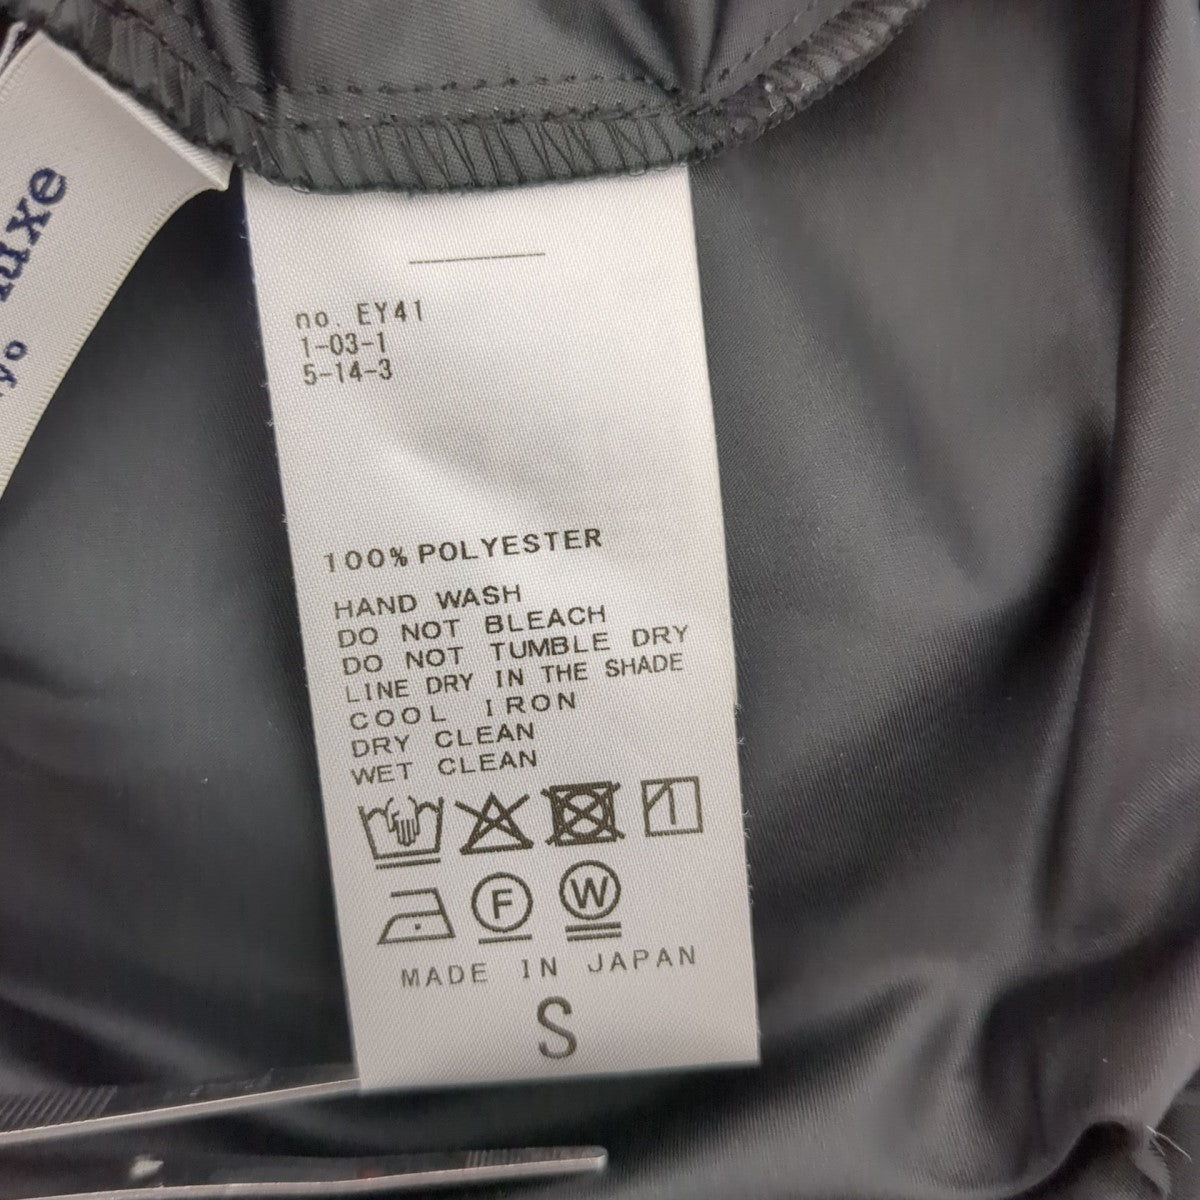 no. EY41
1-03-1
5-14-3
100% POLYESTER
HAND WASH
DO NOT BLEACH
DO NOT TUMBLE DRY
LINE DRY IN THE SHADE
COOL IRON
DRY CLEAN
WET CLEAN
F W
MADE IN JAPAN
S